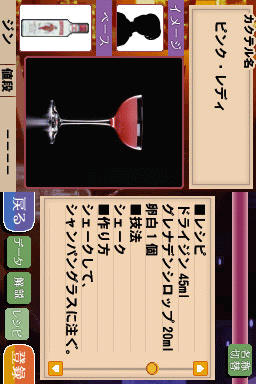 カクテル名
ピンク・レディ
イメージ
ベース
ジン
値段
----
名称切替
■レシピ
ドライジン 45ml
グレナデンシロップ 20ml
卵白1個
■技法
シェーク
■作り方
シェークして、
シャンパングラスに注ぐ。
戻る
データ
解説
レシピ
登録